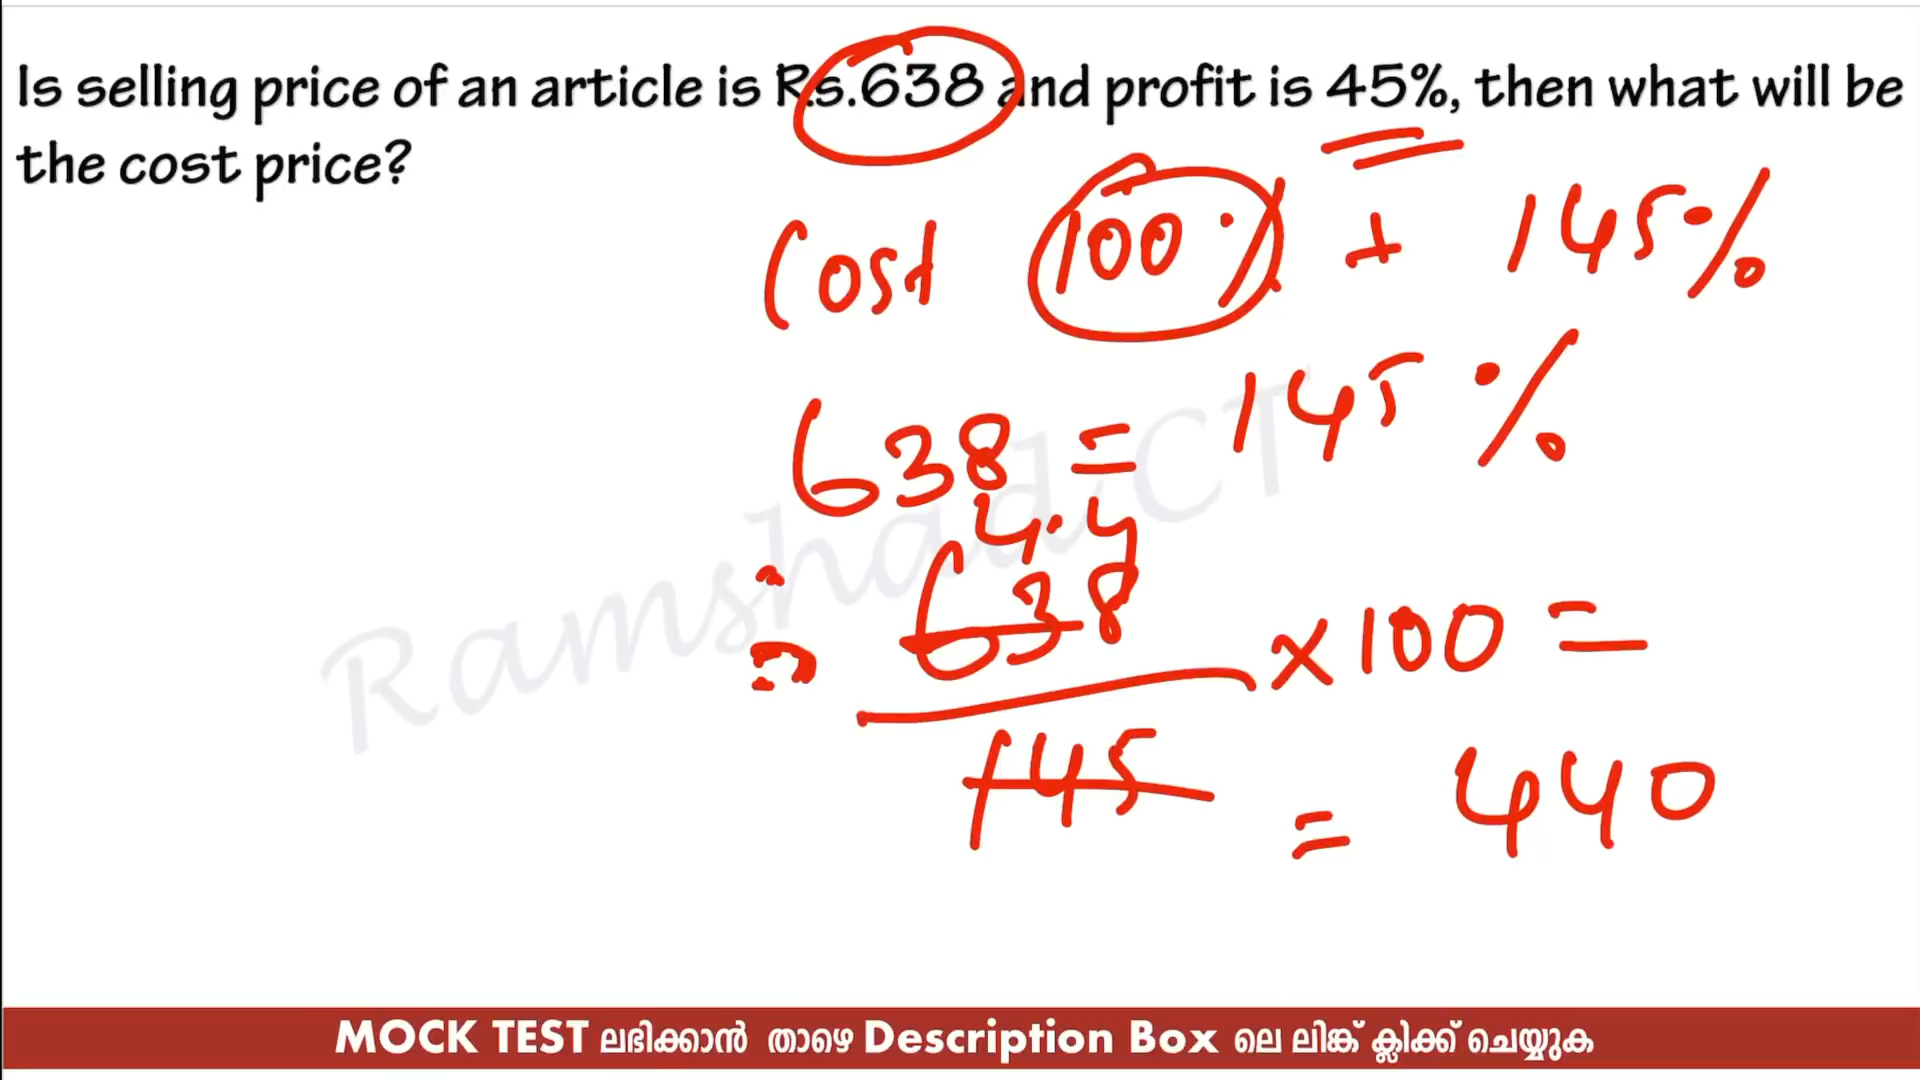 Is selling price of an article is Rs.638 and profit is 45%, then what will be
the cost price?
Cost 100% + 145%
638 = 145%
4.4
638
× 100 =
145
= 440
Ramshad CT
MOCK TEST ലഭിക്കാൻ താഴെ Description Box ലെ ലിങ്ക് ക്ലിക്ക് ചെയ്യുക